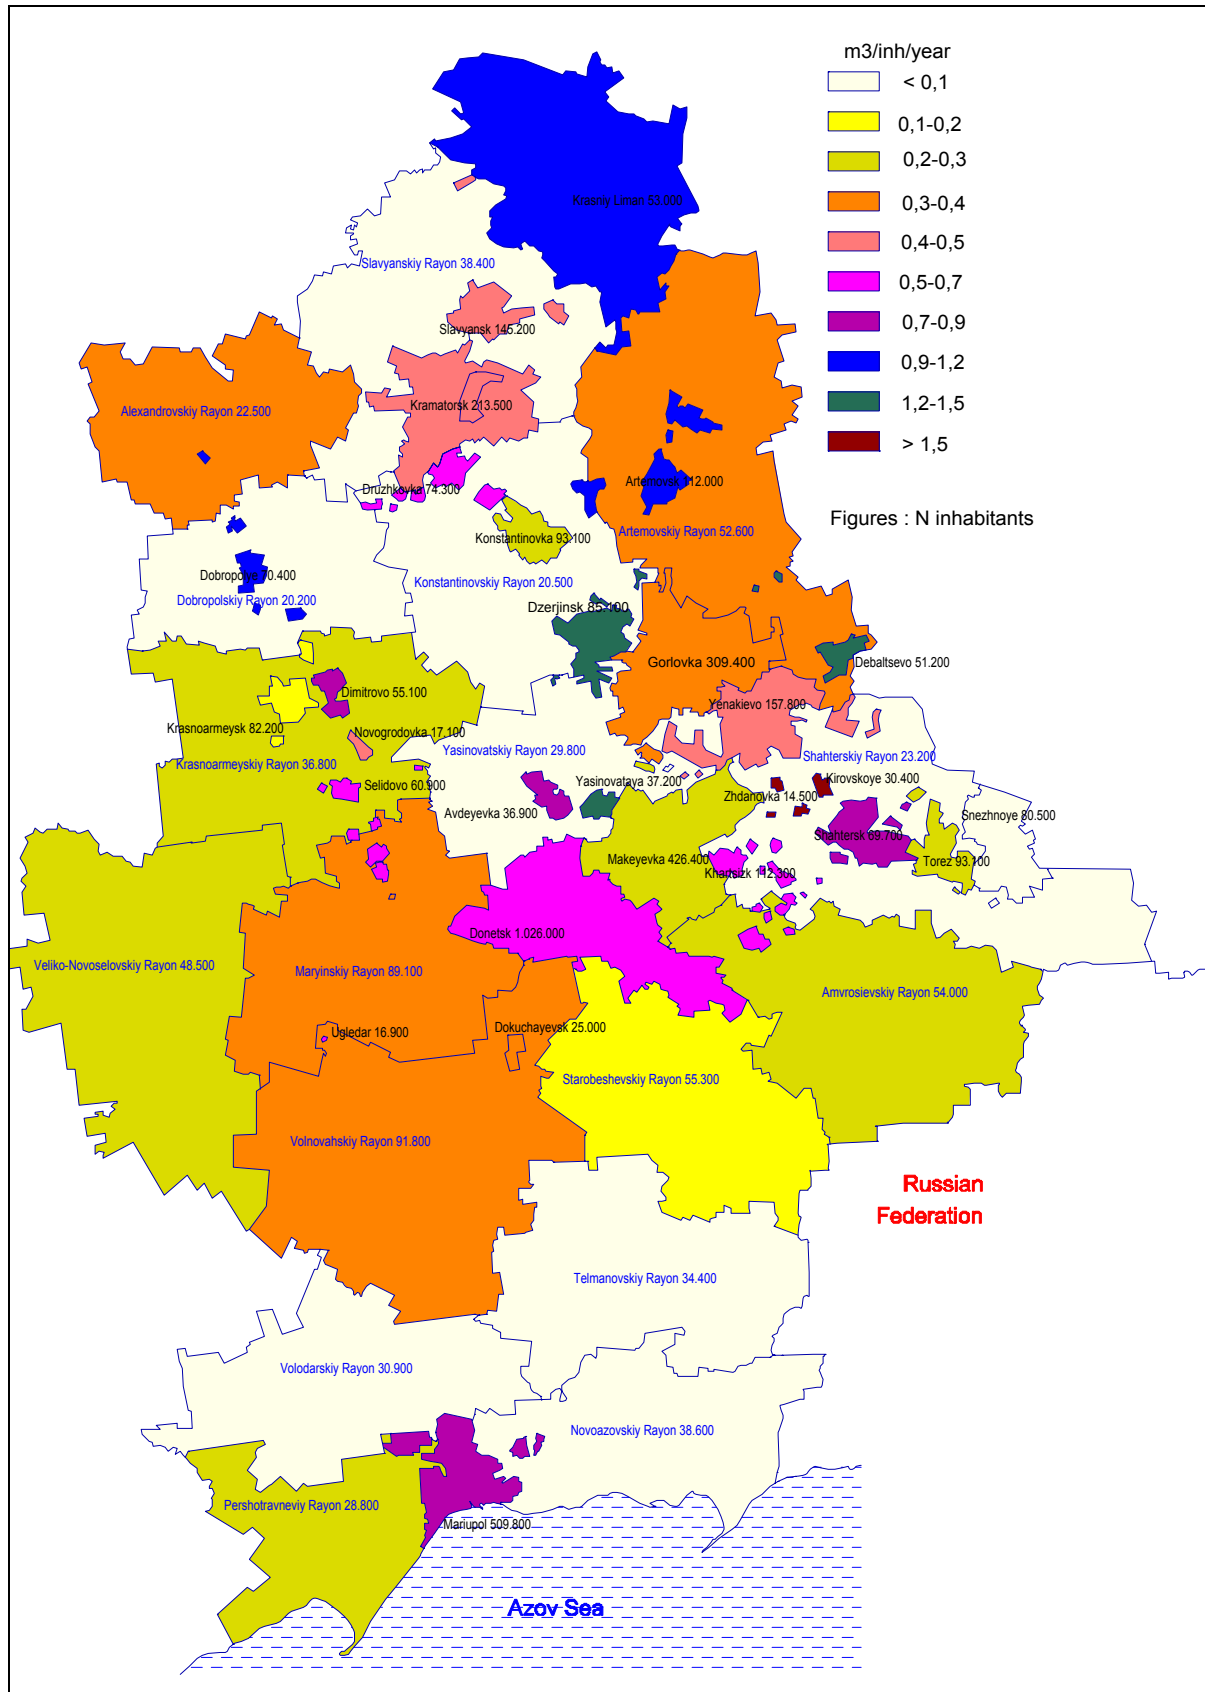 m3/inh/year
< 0,1
0,1-0,2
0,2-0,3
0,3-0,4
0,4-0,5
0,5-0,7
0,7-0,9
0,9-1,2
1,2-1,5
> 1,5
Figures : N inhabitants
Krasniy Liman 53.000
Slavyanskiy Rayon 38.400
Slavyansk 145.200
Alexandrovskiy Rayon 22.500
Kramatorsk 213.500
Druzhkovka 74.300
Artemovsk 112.000
Artemovskiy Rayon 52.600
Konstantinovka 93.100
Dobropolye 70.400
Konstantinovskiy Rayon 20.500
Dobropolskiy Rayon 20.200
Dzerjinsk 85.100
Gorlovka 309.400
Debaltsevo 51.200
Dimitrovo 55.100
Yenakievo 157.800
Krasnoarmeysk 82.200
Novogrodovka 17.100
Yasinovatskiy Rayon 29.800
Shahterskiy Rayon 23.200
Krasnoarmeyskiy Rayon 36.800
Selidovo 60.900
Yasinovataya 37.200
Kirovskoye 30.400
Zhdanovka 14.500
Avdeyevka 36.900
Snezhnoye 80.500
Shahtersk 69.700
Makeyevka 426.400
Torez 93.100
Khartsizk 112.300
Donetsk 1.026.000
Veliko-Novoselovskiy Rayon 48.500
Maryinskiy Rayon 89.100
Amvrosievskiy Rayon 54.000
Ugledar 16.900
Dokuchayevsk 25.000
Starobeshevskiy Rayon 55.300
Volnovahskiy Rayon 91.800
Russian
Federation
Telmanovskiy Rayon 34.400
Volodarskiy Rayon 30.900
Novoazovskiy Rayon 38.600
Pershotravneviy Rayon 28.800
Mariupol 509.800
Azov Sea